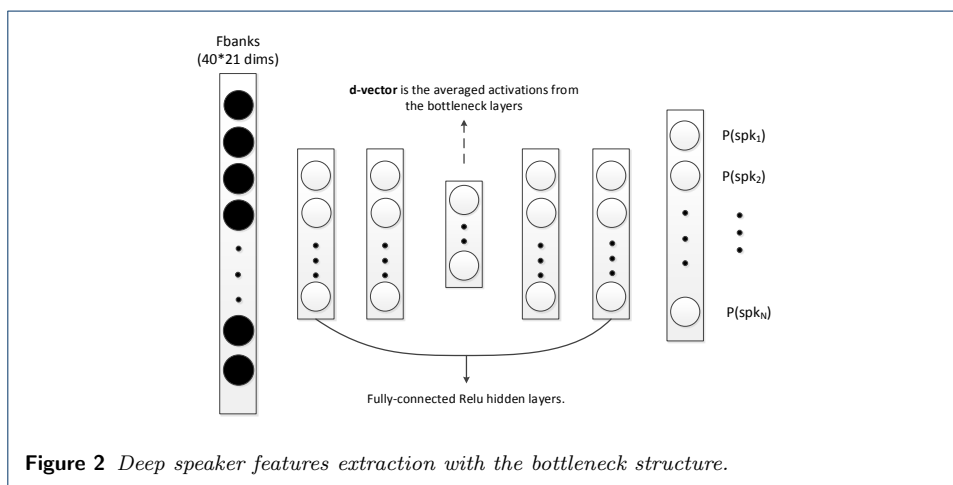 Fbanks
(40*21 dims)
d-vector is the averaged activations from
the bottleneck layers
P(spk₁)
P(spk₂)
P(spkN)
Fully-connected Relu hidden layers.
Figure 2 Deep speaker features extraction with the bottleneck structure.